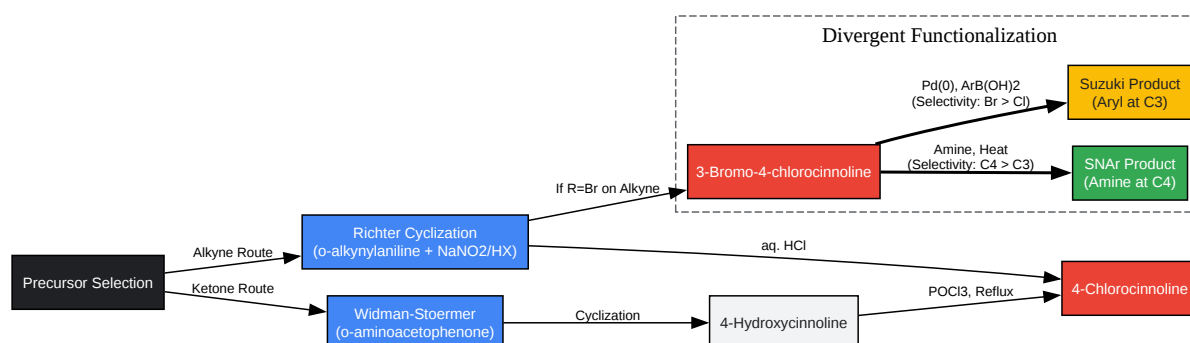 Divergent Functionalization
Pd(0), ArB(OH)2
(Selectivity: Br > Cl)
Suzuki Product
(Aryl at C3)
Amine, Heat
(Selectivity: C4 > C3)
SNAr Product
(Amine at C4)
3-Bromo-4-chlorocinnoline
If R=Br on Alkyne
Richter Cyclization
(o-alkynylaniline + NaNO2/HX)
Alkyne Route
aq. HCl
Precursor Selection
4-Chlorocinnoline
Ketone Route
POCl3, Reflux
Widman-Stoermer
(o-aminoacetophenone)
Cyclization
4-Hydroxycinnoline